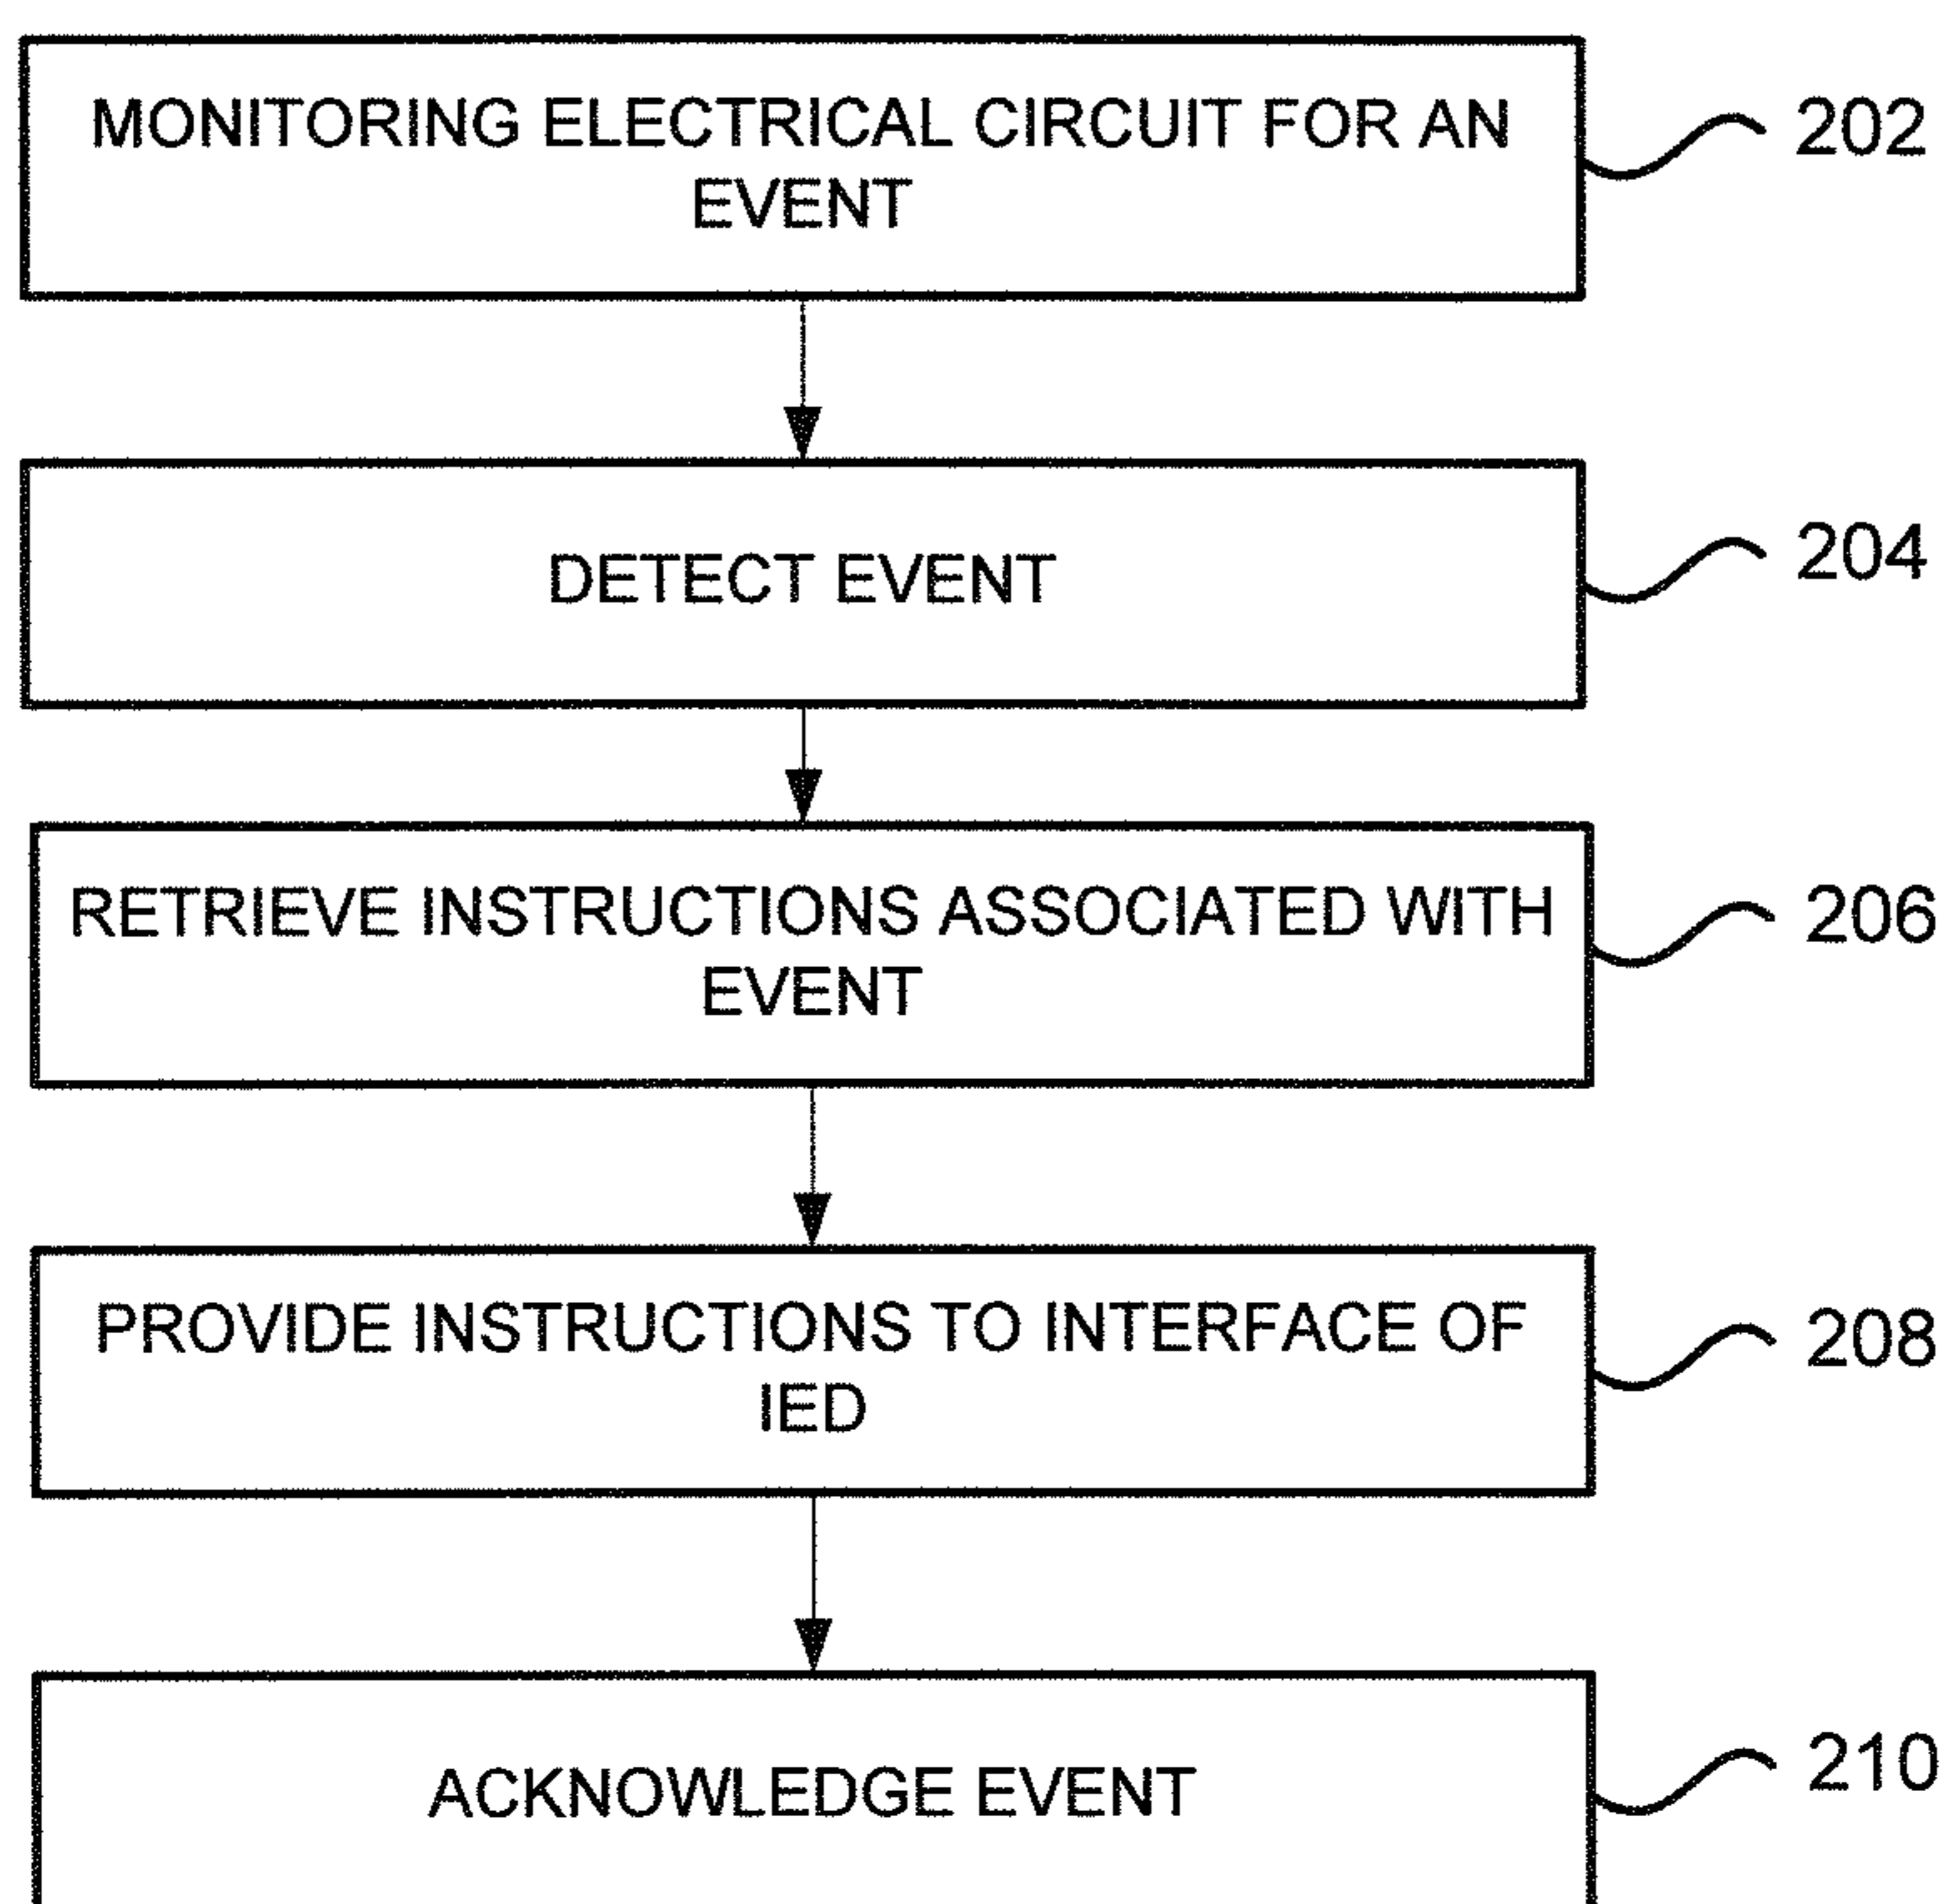 MONITORING ELECTRICAL CIRCUIT FOR AN
EVENT
202
DETECT EVENT
204
RETRIEVE INSTRUCTIONS ASSOCIATED WITH
EVENT
206
PROVIDE INSTRUCTIONS TO INTERFACE OF
IED
208
ACKNOWLEDGE EVENT
210